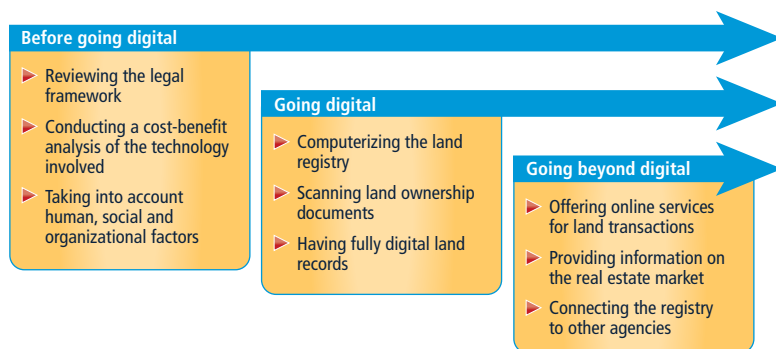 Before going digital
Reviewing the legal
framework
Conducting a cost-benefit
analysis of the technology
involved
Taking into account
human, social and
organizational factors
Going digital
Computerizing the land
registry
Scanning land ownership
documents
Having fully digital land
records
Going beyond digital
Offering online services
for land transactions
Providing information on
the real estate market
Connecting the registry
to other agencies